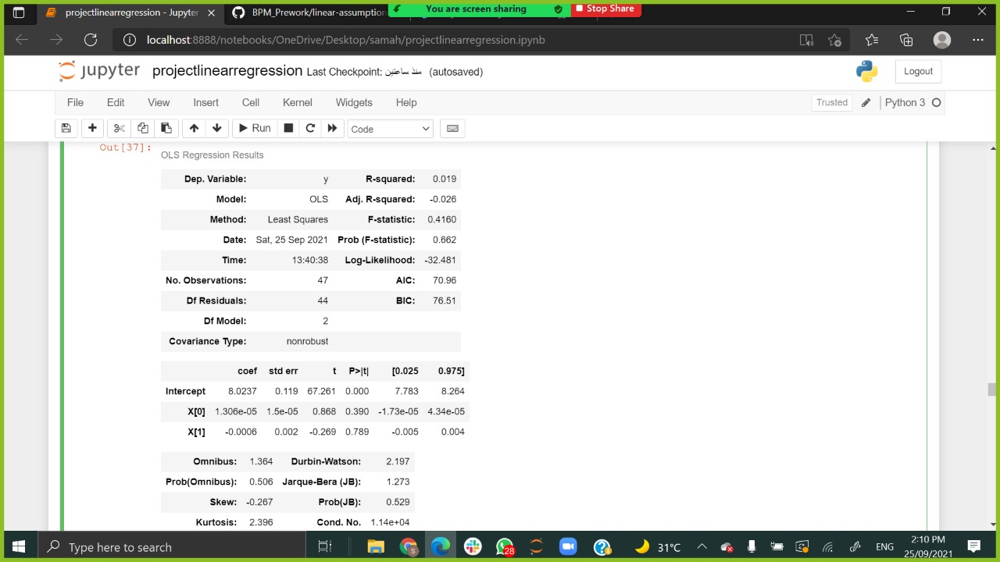 projectlinearregression - Jupyter
BPM_Prework/linear-assumption
You are screen sharing
Stop Share
localhost:8888/notebooks/OneDrive/Desktop/samah/projectlinearregression.ipynb
jupyter projectlinearregression Last Checkpoint: منذ ساعتين (autosaved)
Logout
File Edit View Insert Cell Kernel Widgets Help
Trusted Python 3
Run Code
Out[37]:
OLS Regression Results
Dep. Variable: y R-squared: 0.019
Model: OLS Adj. R-squared: -0.026
Method: Least Squares F-statistic: 0.4160
Date: Sat, 25 Sep 2021 Prob (F-statistic): 0.662
Time: 13:40:38 Log-Likelihood: -32.481
No. Observations: 47 AIC: 70.96
Df Residuals: 44 BIC: 76.51
Df Model: 2
Covariance Type: nonrobust
coef std err t P>|t| [0.025 0.975]
Intercept 8.0237 0.119 67.261 0.000 7.783 8.264
X[0] 1.306e-05 1.5e-05 0.868 0.390 -1.73e-05 4.34e-05
X[1] -0.0006 0.002 -0.269 0.789 -0.005 0.004
Omnibus: 1.364 Durbin-Watson: 2.197
Prob(Omnibus): 0.506 Jarque-Bera (JB): 1.273
Skew: -0.267 Prob(JB): 0.529
Kurtosis: 2.396 Cond. No. 1.14e+04
Type here to search
28
31°C
ENG
2:10 PM
25/09/2021